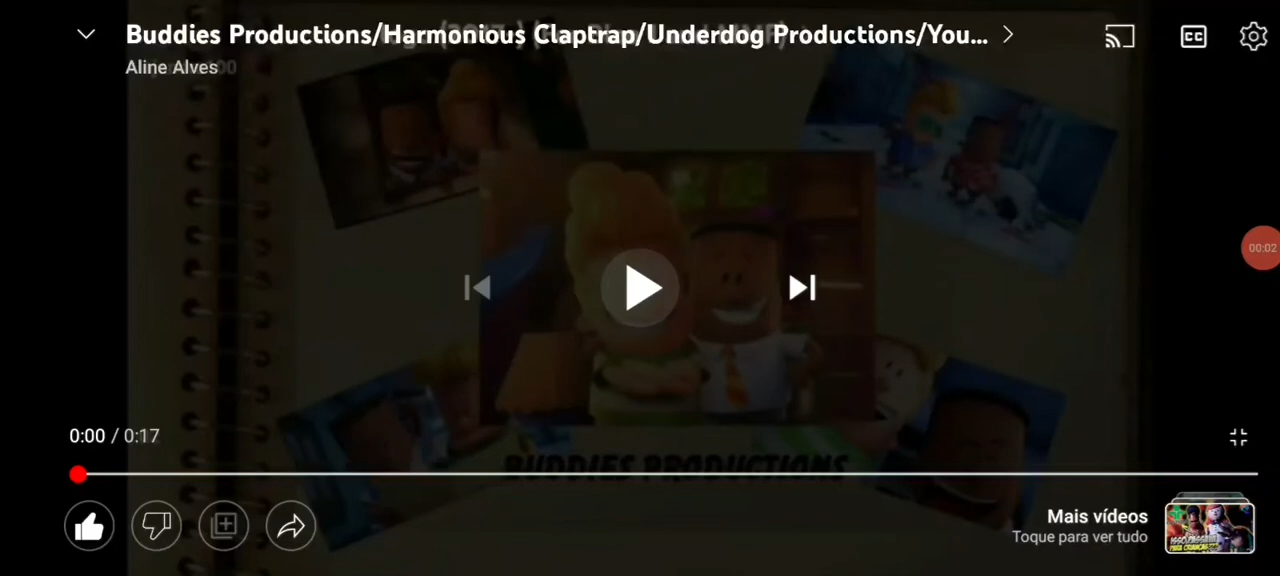 Buddies Productions/Harmonious Claptrap/Underdog Productions/You...
Aline Alves
00:02
BUDDIES PRODUCTIONS
0:00 / 0:17
Mais vídeos
Toque para ver tudo